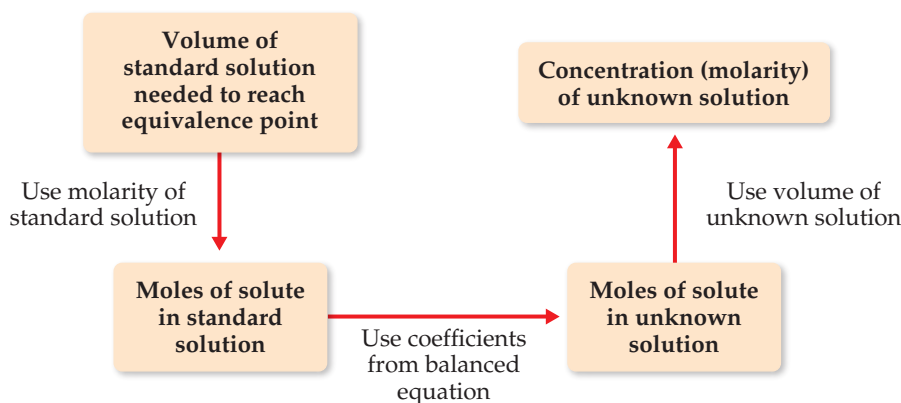 Volume of
standard solution
needed to reach
equivalence point
Concentration (molarity)
of unknown solution
Use molarity of
standard solution
Use volume of
unknown solution
Moles of solute
in standard
solution
Use coefficients
from balanced
equation
Moles of solute
in unknown
solution